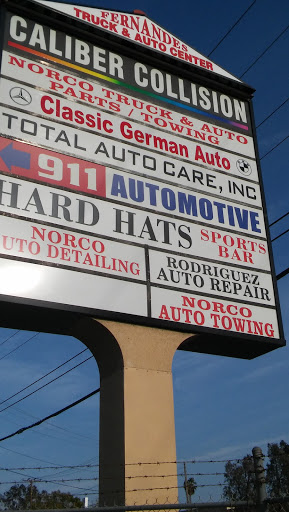 FERNANDES
TRUCK & AUTO CENTER
CALIBER COLLISION
NORCO TRUCK & AUTO
PARTS / TOWING
Classic German Auto
TOTAL AUTO CARE, INC
911 AUTOMOTIVE
HARD HATS SPORTS BAR
NORCO
AUTO DETAILING
RODRIGUEZ
AUTO REPAIR
NORCO
AUTO TOWING